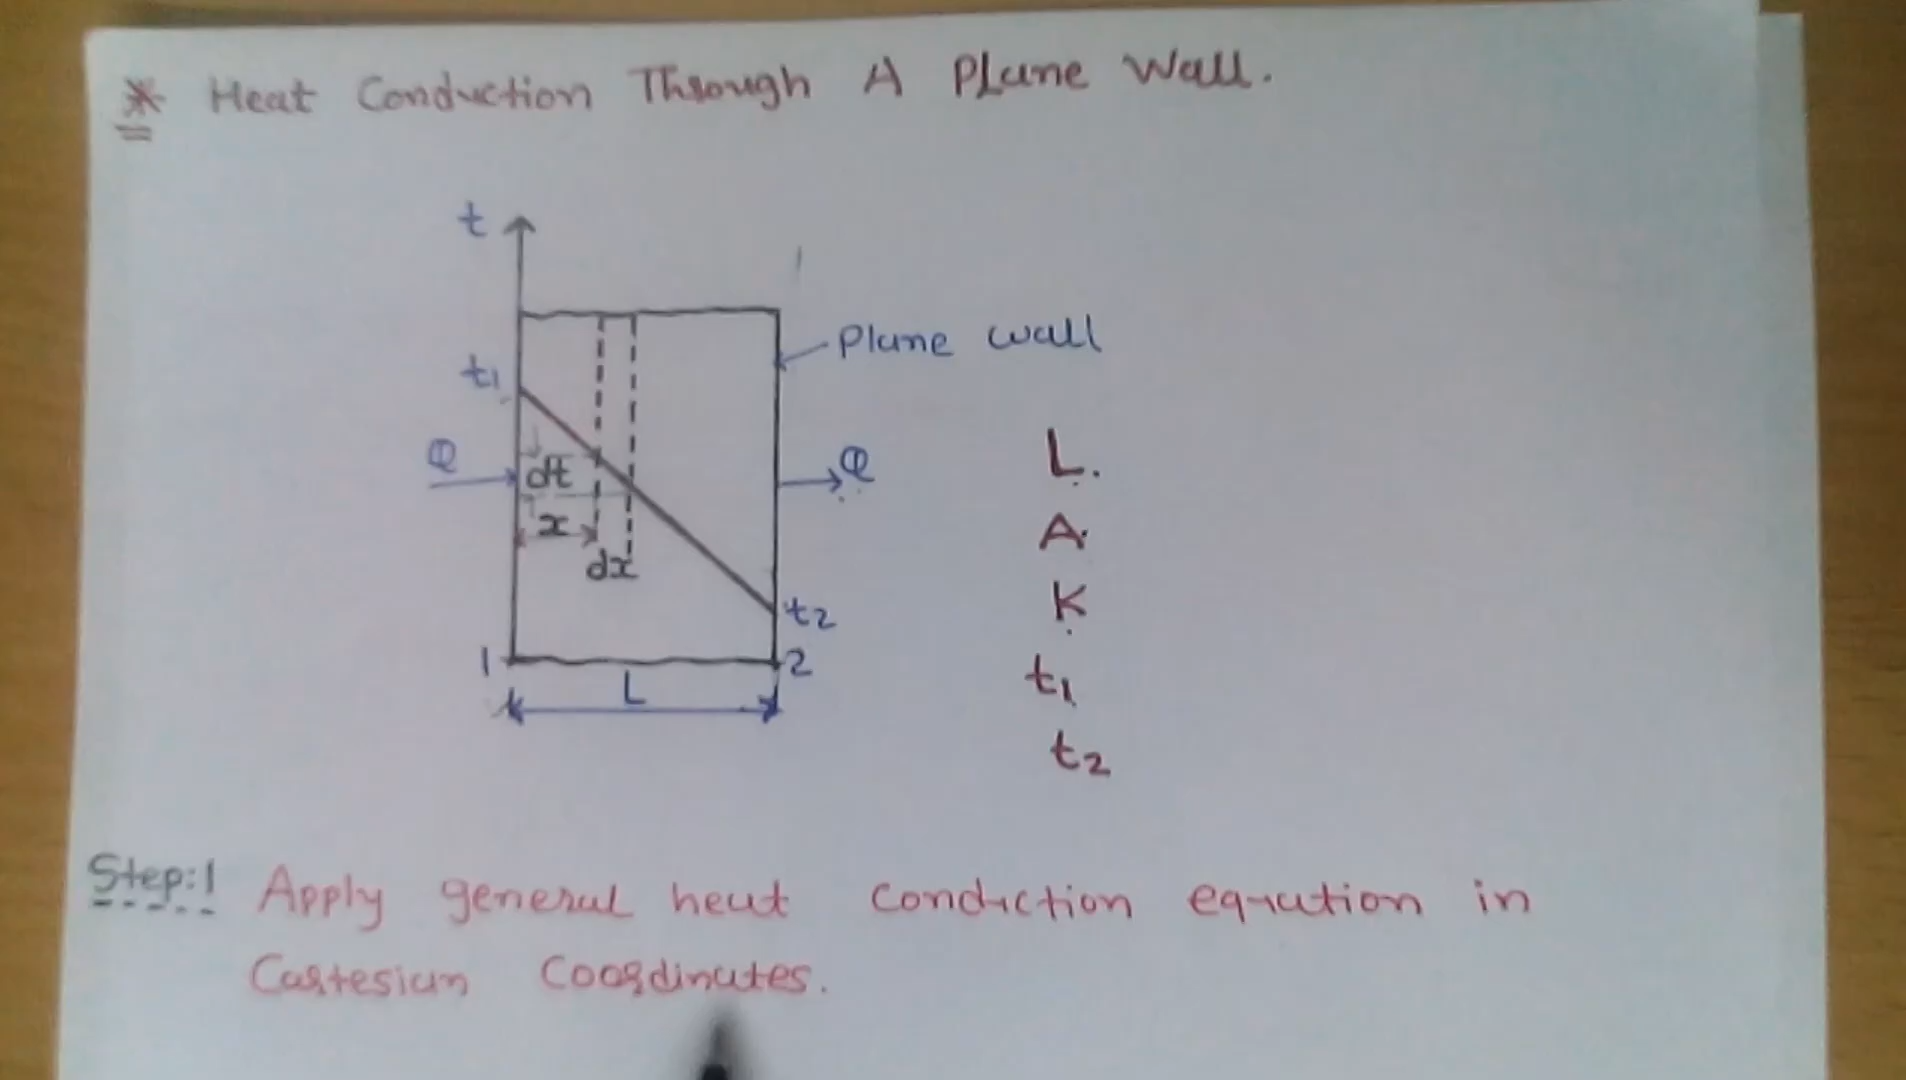 * Heat Conduction Through A Plane Wall.
t
Plane wall
t1
Q
dt
Q
x
dx
t2
1
2
L
L.
A
K
t1
t2
Step:1 Apply general heat conduction equation in
Cartesian Coordinates.